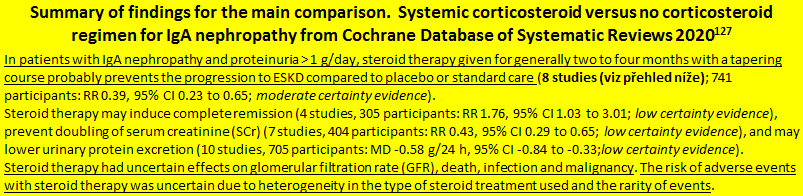 Summary of findings for the main comparison. Systemic corticosteroid versus no corticosteroid
regimen for IgA nephropathy from Cochrane Database of Systematic Reviews 2020127
In patients with IgA nephropathy and proteinuria >1 g/day, steroid therapy given for generally two to four months with a tapering
course probably prevents the progression to ESKD compared to placebo or standard care (8 studies (viz přehled níže); 741
participants: RR 0.39, 95% CI 0.23 to 0.65; moderate certainty evidence).
Steroid therapy may induce complete remission (4 studies, 305 participants: RR 1.76, 95% CI 1.03 to 3.01; low certainty evidence),
prevent doubling of serum creatinine (SCr) (7 studies, 404 participants: RR 0.43, 95% CI 0.29 to 0.65; low certainty evidence), and may
lower urinary protein excretion (10 studies, 705 participants: MD -0.58 g/24 h, 95% CI -0.84 to -0.33;low certainty evidence).
Steroid therapy had uncertain effects on glomerular filtration rate (GFR), death, infection and malignancy. The risk of adverse events
with steroid therapy was uncertain due to heterogeneity in the type of steroid treatment used and the rarity of events.